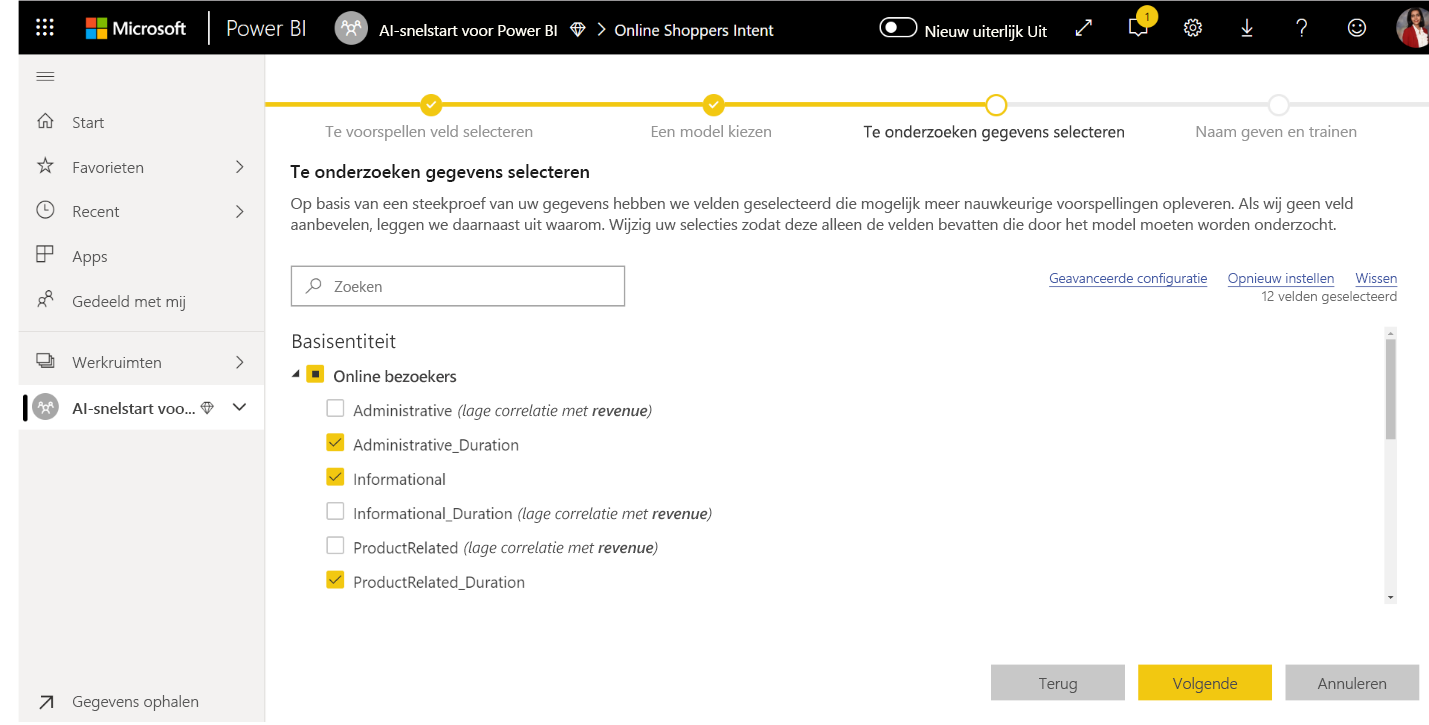 Microsoft Power BI AI-snelstart voor Power BI > Online Shoppers Intent Nieuw uiterlijk Uit 1 ?
Start
Favorieten
Recent
Apps
Gedeeld met mij
Werkruimten
AI-snelstart voo...
Gegevens ophalen
Te voorspellen veld selecteren
Een model kiezen
Te onderzoeken gegevens selecteren
Naam geven en trainen
Te onderzoeken gegevens selecteren
Op basis van een steekproef van uw gegevens hebben we velden geselecteerd die mogelijk meer nauwkeurige voorspellingen opleveren. Als wij geen veld
aanbevelen, leggen we daarnaast uit waarom. Wijzig uw selecties zodat deze alleen de velden bevatten die door het model moeten worden onderzocht.
Zoeken
Geavanceerde configuratie Opnieuw instellen Wissen
12 velden geselecteerd
Basisentiteit
Online bezoekers
Administrative (lage correlatie met revenue)
Administrative_Duration
Informational
Informational_Duration (lage correlatie met revenue)
ProductRelated (lage correlatie met revenue)
ProductRelated_Duration
Terug Volgende Annuleren